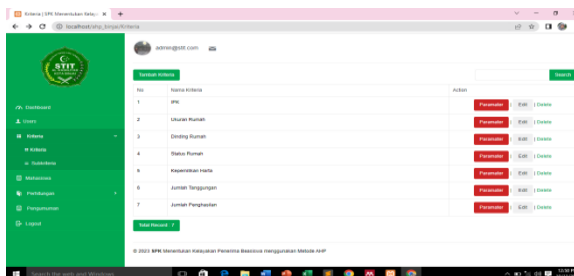 Kriteria | SPK Menentukan Kelay
localhost/ahp_binjai/Kriteria
STIT
admin@stit.com
Tambah Kriteria
Search
No Nama Kriteria Action
1 IPK Parameter | Edit | Delete
2 Ukuran Rumah Parameter | Edit | Delete
3 Dinding Rumah Parameter | Edit | Delete
4 Status Rumah Parameter | Edit | Delete
5 Kepemilikan Harta Parameter | Edit | Delete
6 Jumlah Tanggungan Parameter | Edit | Delete
7 Jumlah Penghasilan Parameter | Edit | Delete
Total Record : 7
Dashboard
Users
Kriteria
Kriteria
Subkriteria
Mahasiswa
Perhitungan
Pengumuman
Logout
© 2023 SPK Menentukan Kelayakan Penerima Beasiswa menggunakan Metode AHP
Search the web and Windows